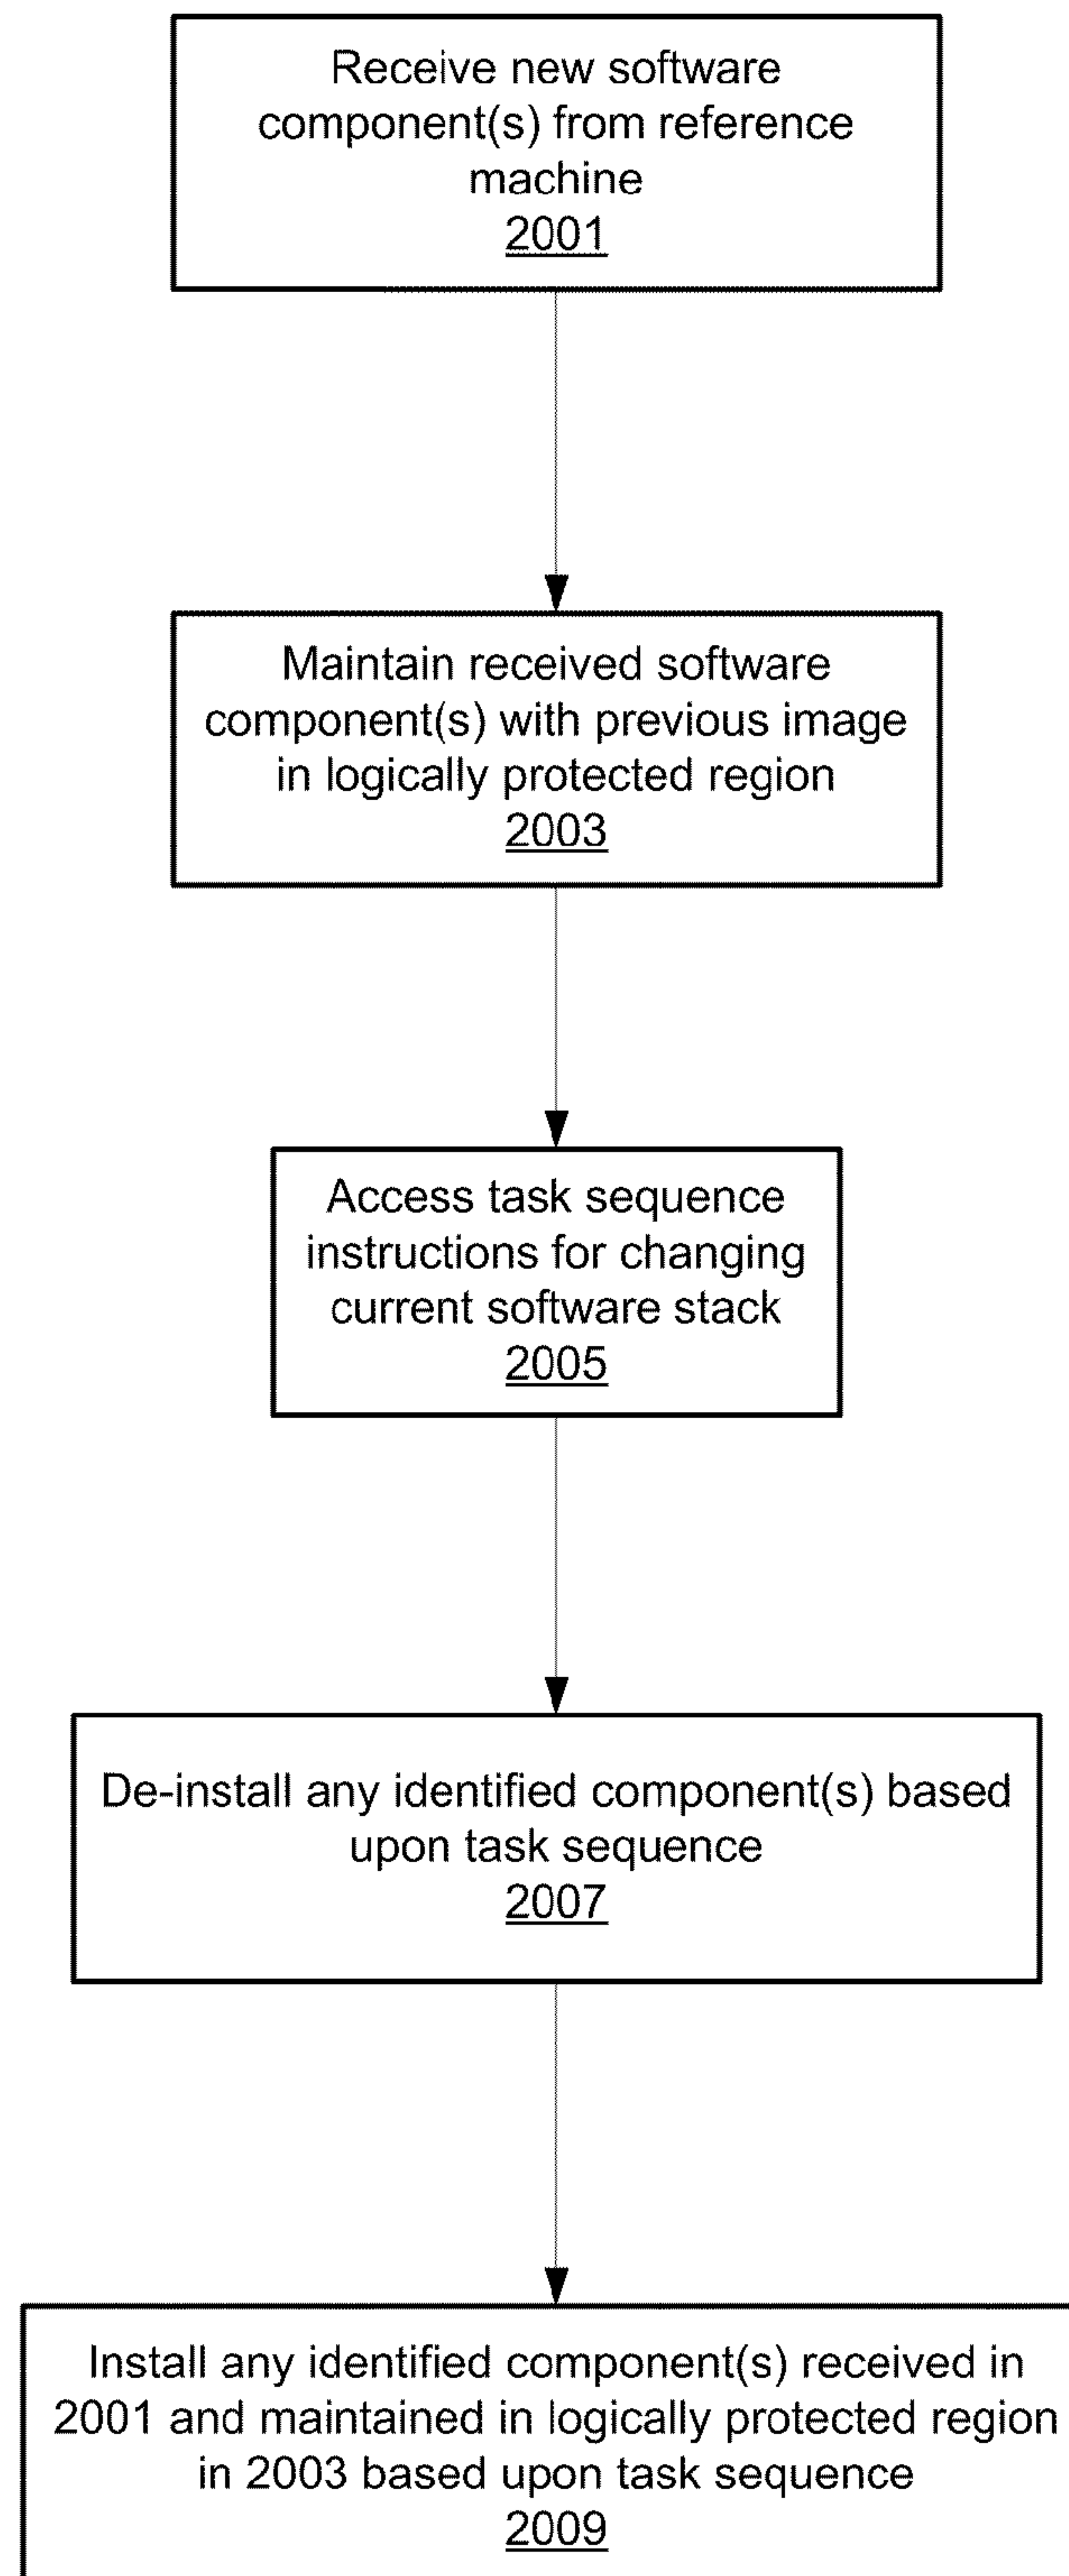 Receive new software
component(s) from reference
machine
2001
Maintain received software
component(s) with previous image
in logically protected region
2003
Access task sequence
instructions for changing
current software stack
2005
De-install any identified component(s) based
upon task sequence
2007
Install any identified component(s) received in
2001 and maintained in logically protected region
in 2003 based upon task sequence
2009